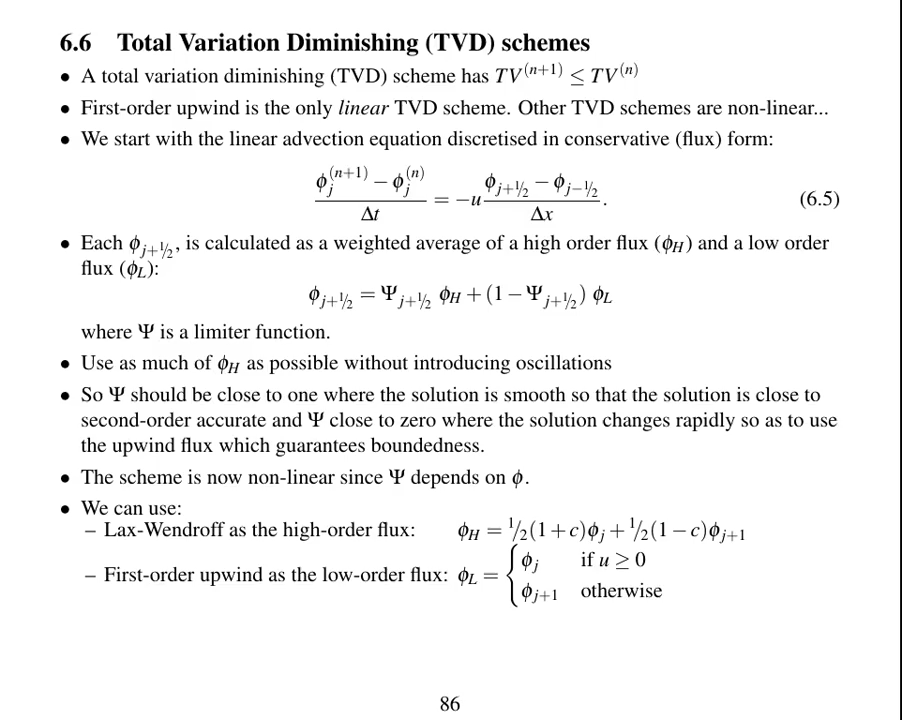 6.6 Total Variation Diminishing (TVD) schemes
• A total variation diminishing (TVD) scheme has TV^{(n+1)} ≤ TV^{(n)}
• First-order upwind is the only linear TVD scheme. Other TVD schemes are non-linear...
• We start with the linear advection equation discretised in conservative (flux) form:
\frac{ϕ_j^{(n+1)} − ϕ_j^{(n)}}{Δt} = −u \frac{ϕ_{j+1/2} − ϕ_{j−1/2}}{Δx}. (6.5)
• Each ϕ_{j+1/2}, is calculated as a weighted average of a high order flux (ϕ_H) and a low order
flux (ϕ_L):
ϕ_{j+1/2} = Ψ_{j+1/2} ϕ_H + (1 − Ψ_{j+1/2}) ϕ_L
where Ψ is a limiter function.
• Use as much of ϕ_H as possible without introducing oscillations
• So Ψ should be close to one where the solution is smooth so that the solution is close to
second-order accurate and Ψ close to zero where the solution changes rapidly so as to use
the upwind flux which guarantees boundedness.
• The scheme is now non-linear since Ψ depends on ϕ.
• We can use:
– Lax-Wendroff as the high-order flux: ϕ_H = 1/2(1+c)ϕ_j + 1/2(1−c)ϕ_{j+1}
– First-order upwind as the low-order flux: ϕ_L = { ϕ_j if u ≥ 0
ϕ_{j+1} otherwise
86